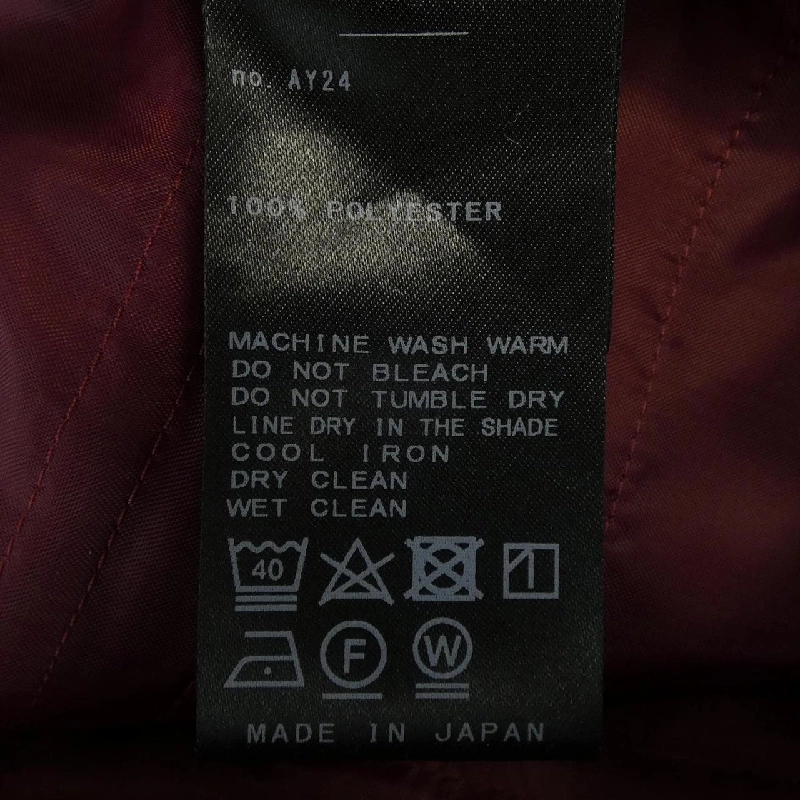 no. AY24
100% POLYESTER
MACHINE WASH WARM
DO NOT BLEACH
DO NOT TUMBLE DRY
LINE DRY IN THE SHADE
COOL IRON
DRY CLEAN
WET CLEAN
40
F W
MADE IN JAPAN